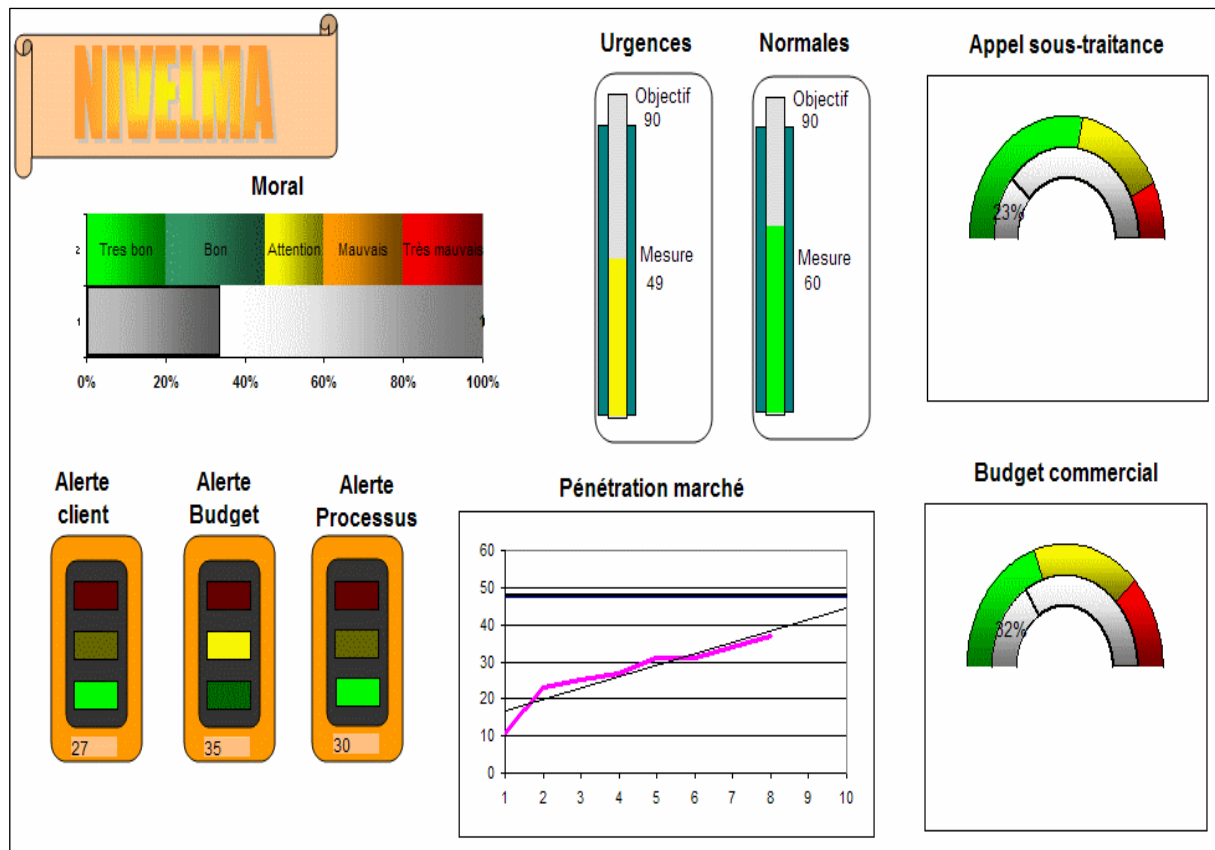 NIVELMA
Urgences
Normales
Appel sous-traitance
Objectif
90
Mesure
49
Objectif
90
Mesure
60
23%
Moral
2
Tres bon Bon Attention Mauvais Très mauvais
1
1
0% 20% 40% 60% 80% 100%
Alerte
client
27
Alerte
Budget
35
Alerte
Processus
30
Pénétration marché
60
50
40
30
20
10
0
1 2 3 4 5 6 7 8 9 10
Budget commercial
32%